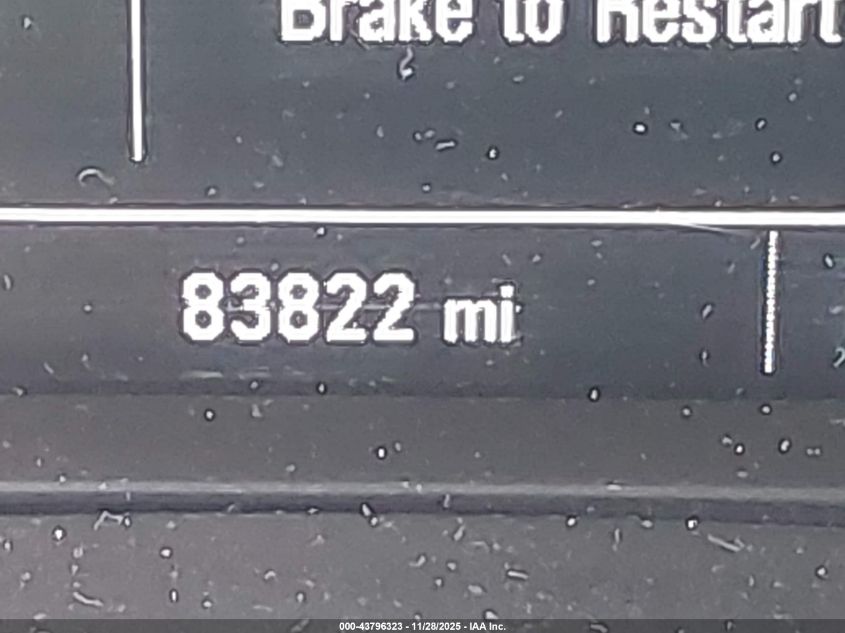 Brake to Restart
83822 mi
000-43796323 - 11/28/2025 - IAA Inc.